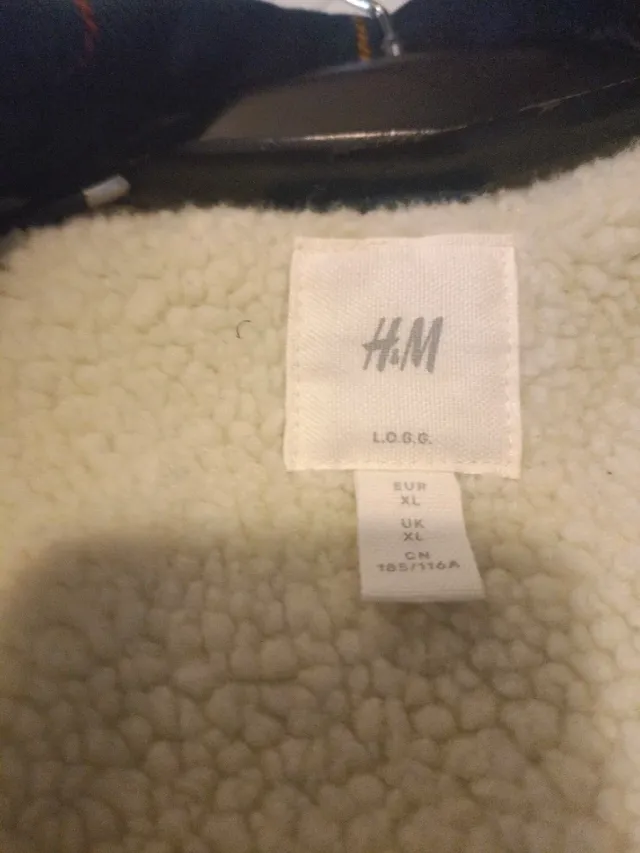 H&M
L.O.G.G.
EUR
XL
UK
XL
CN
185/116A